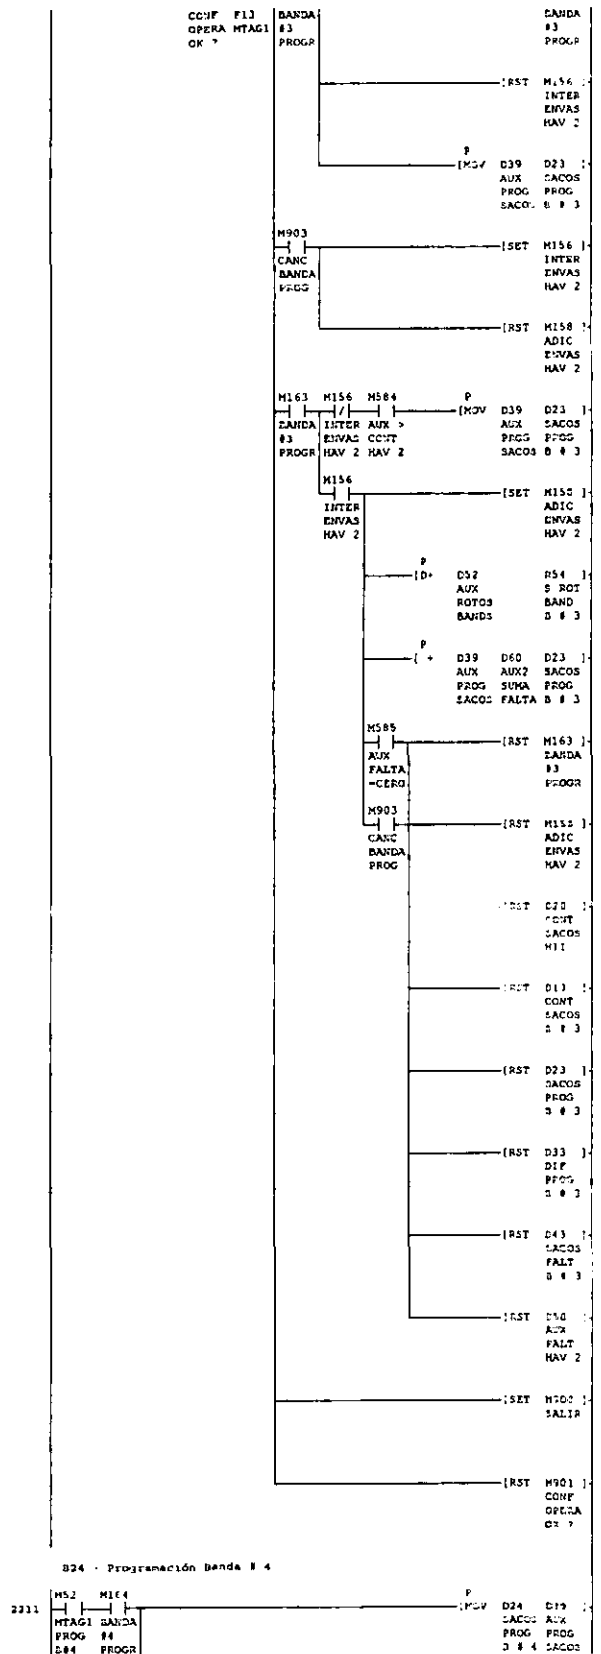 CONF F13 BANDA BANDA
OPERA MTAG1 #3 #3
OK ? PROGR PROGR
[RST M156 ]
INTER
ENVAS
HAV 2
P
[MOV D39 D23 ]
AUX SACOS
PROG PROG
SACOS B # 3
M903
[SET M156 ]
CANC INTER
BANDA ENVAS
PROG HAV 2
[RST M158 ]
ADIC
ENVAS
HAV 2
M163 M156 M584 P
[MOV D39 D23 ]
BANDA INTER AUX > AUX SACOS
#3 ENVAS CONT PROG PROG
PROGR HAV 2 HAV 2 SACOS B # 3
M156
[SET ]
INTER ADIC
ENVAS ENVAS
HAV 2 HAV 2
P
[D+ D52 R54 ]
AUX S ROT
ROTOS BAND
BANDS B # 3
P
[ + D39 D60 D23 ]
AUX AUX2 SACOS
PROG SUMA PROG
SACOS FALTA B # 3
M585
[RST M163 ]
AUX BANDA
FALTA #3
=CERO PROGR
M903
[RST ]
CANC ADIC
BANDA ENVAS
PROG HAV 2
[RST D20 ]
CONT
SACOS
[RST D13 ]
CONT
SACOS
B # 3
[RST D23 ]
SACOS
PROG
B # 3
[RST D33 ]
DIF
PROG
B # 3
[RST D43 ]
SACOS
FALT
B # 3
[RST ]
AUX
FALT
HAV 2
[SET ]
SALIR
[RST M901 ]
CONF
OPERA
OK ?
B24 - Programación Banda # 4
M52 M164 P
2311 [MOV D24 D39 ]
MTAG1 BANDA SACOS AUX
PROG #4 PROG PROG
B#4 PROGR B # 4 SACOS